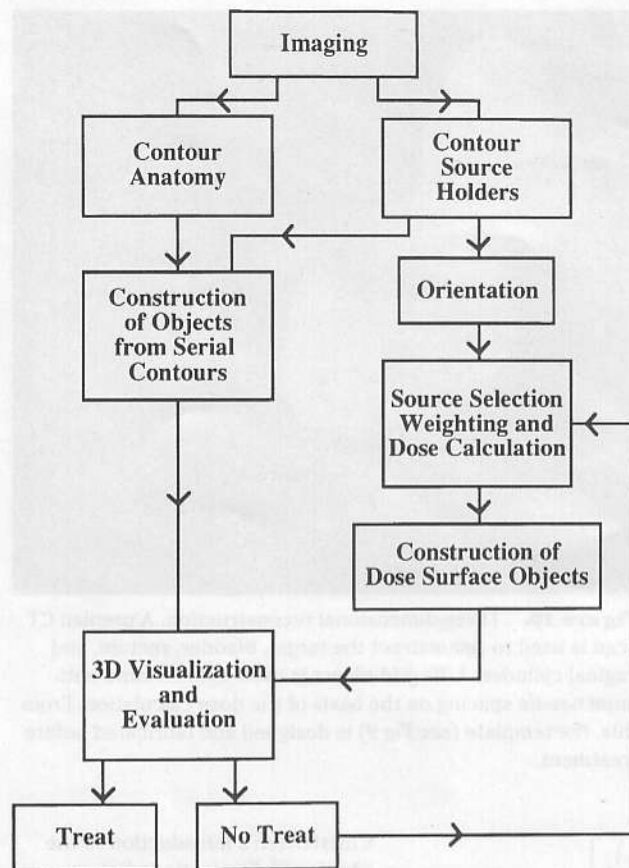 Imaging
Contour
Anatomy
Contour
Source
Holders
Construction
of Objects
from Serial
Contours
Orientation
Source Selection
Weighting and
Dose Calculation
Construction of
Dose Surface Objects
3D Visualization
and
Evaluation
Treat
No Treat